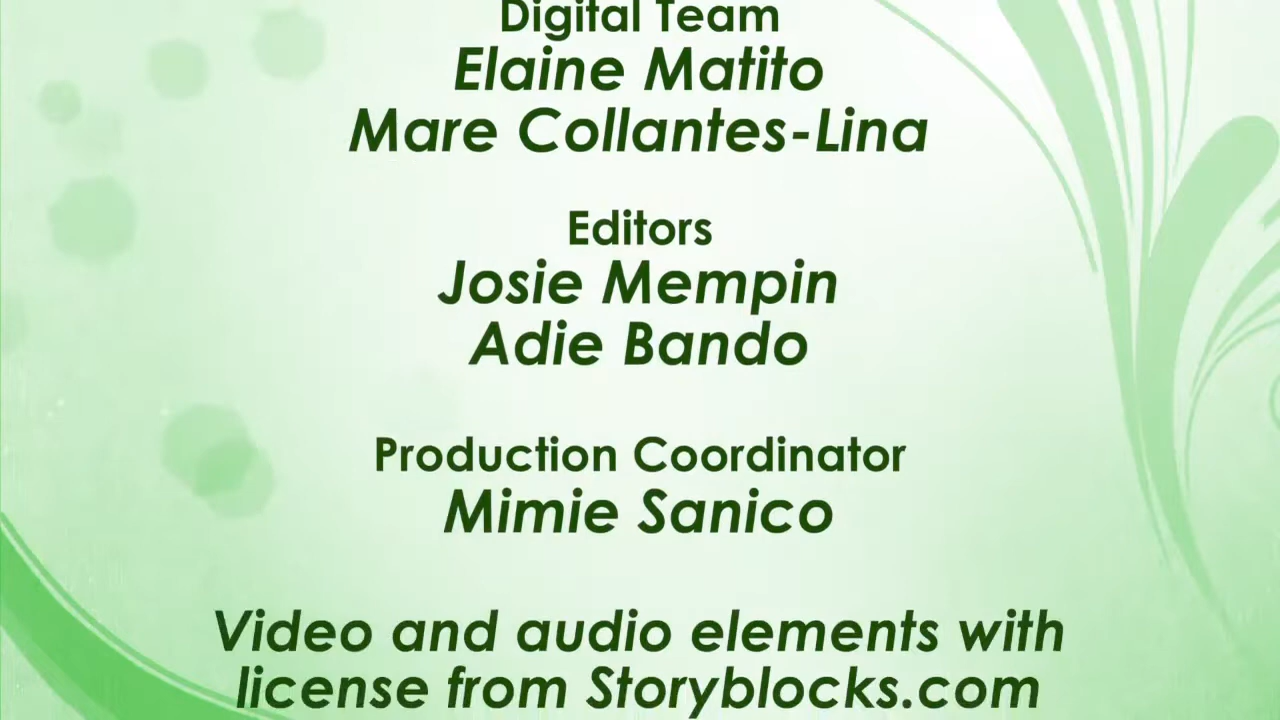 Digital Team
Elaine Matito
Mare Collantes-Lina
Editors
Josie Mempin
Adie Bando
Production Coordinator
Mimie Sanico
Video and audio elements with
license from Storyblocks.com